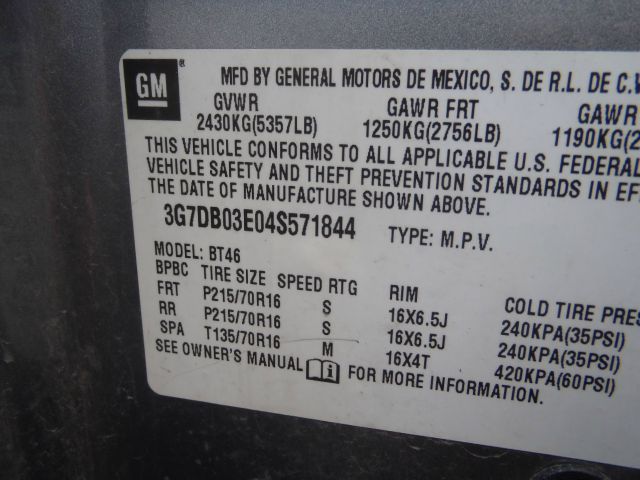 GM
MFD BY GENERAL MOTORS DE MEXICO, S. DE R.L. DE C.V
GVWR GAWR FRT GAWR
2430KG(5357LB) 1250KG(2756LB) 1190KG(2
THIS VEHICLE CONFORMS TO ALL APPLICABLE U.S. FEDERAL
VEHICLE SAFETY AND THEFT PREVENTION STANDARDS IN EF
THE DATE OF MANUFACTURE SHOWN ABOVE.
3G7DB03E04S571844 TYPE: M.P.V.
MODEL: BT46
BPBC TIRE SIZE SPEED RTG RIM COLD TIRE PRES
FRT P215/70R16 S 16X6.5J 240KPA(35PSI)
RR P215/70R16 S 16X6.5J 240KPA(35PSI)
SPA T135/70R16 M 16X4T 420KPA(60PSI)
SEE OWNER'S MANUAL FOR MORE INFORMATION.